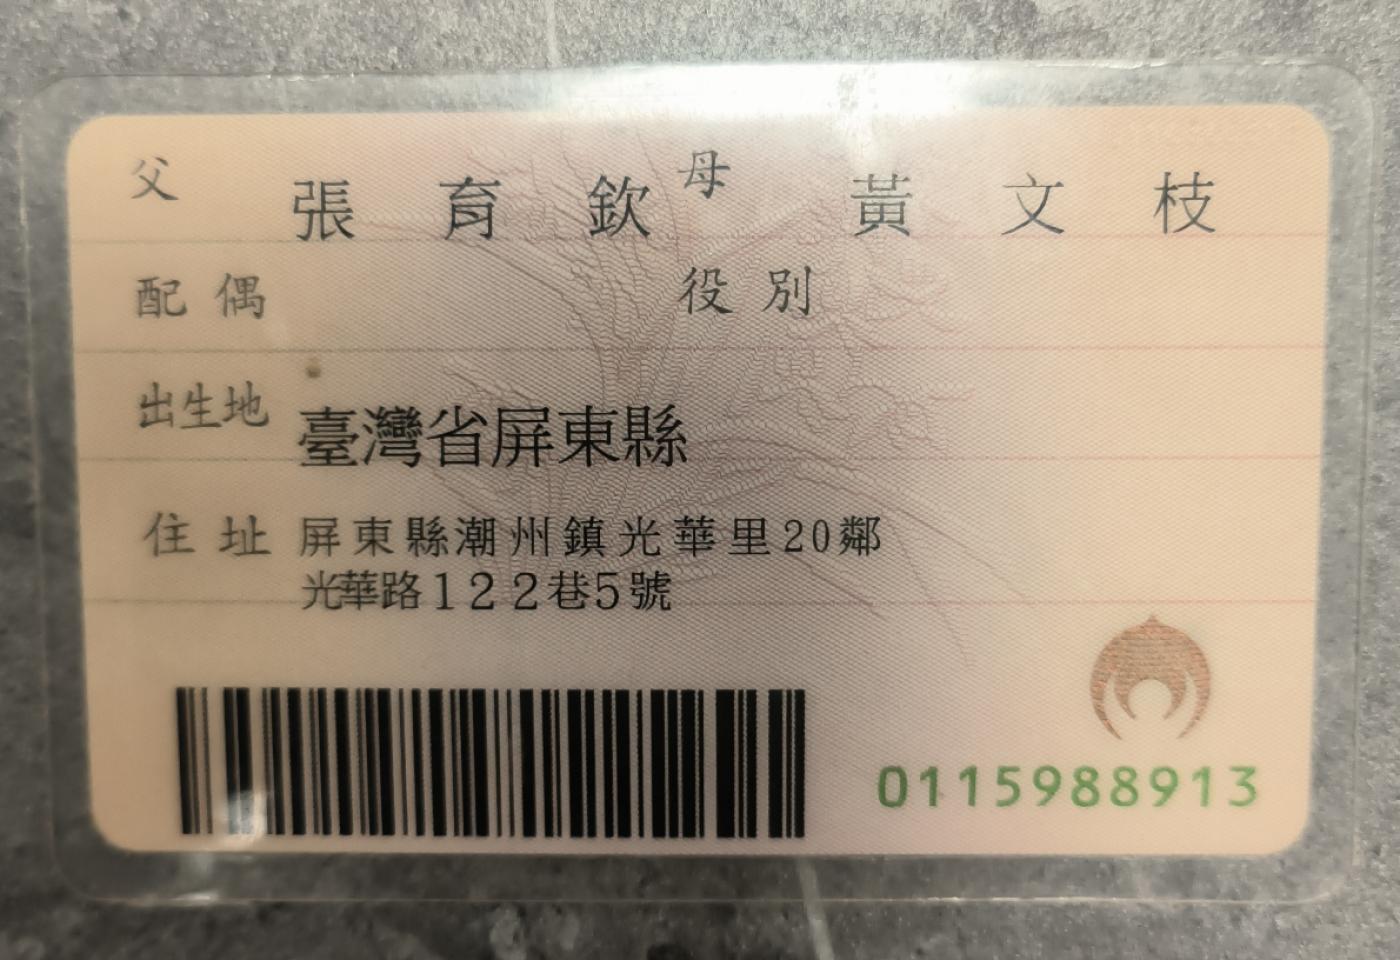 父 張育欽 母 黃文枝
配偶 役別
出生地 臺灣省屏東縣
住址 屏東縣潮州鎮光華里20鄰
光華路122巷5號
0115988913